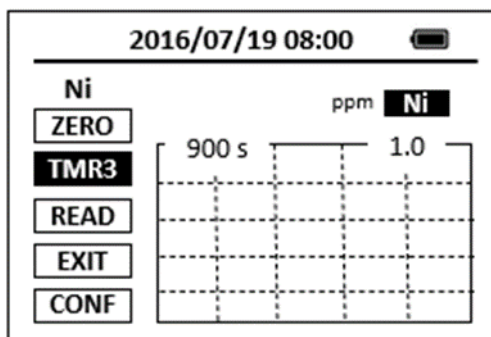 2016/07/19 08:00
Ni
ppm Ni
ZERO
900 s 1.0
TMR3
READ
EXIT
CONF